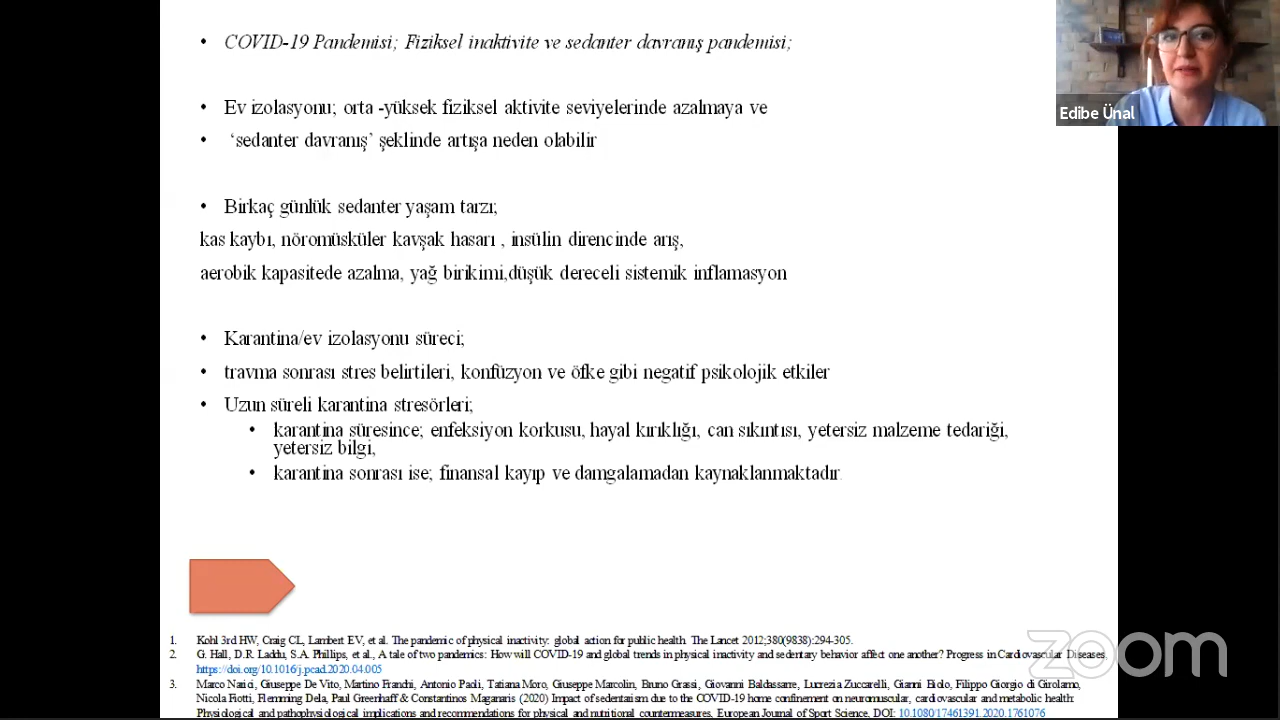 COVID-19 Pandemisi; Fiziksel inaktivite ve sedanter davranış pandemisi;
Edibe Ünal
Ev izolasyonu; orta -yüksek fiziksel aktivite seviyelerinde azalmaya ve
‘sedanter davranış’ şeklinde artışa neden olabilir
Birkaç günlük sedanter yaşam tarzı;
kas kaybı, nöromüsküler kavşak hasarı , insülin direncinde arış,
aerobik kapasitede azalma, yağ birikimi,düşük dereceli sistemik inflamasyon
Karantina/ev izolasyonu süreci;
travma sonrası stres belirtileri, konfüzyon ve öfke gibi negatif psikolojik etkiler
Uzun süreli karantina stresörleri;
karantina süresince; enfeksiyon korkusu, hayal kırıklığı, can sıkıntısı, yetersiz malzeme tedariği,
yetersiz bilgi,
karantina sonrası ise; finansal kayıp ve damgalamadan kaynaklanmaktadır.
1. Kohl 3rd HW, Craig CL, Lambert EV, et al. The pandemic of physical inactivity: global action for public health. The Lancet 2012;380(9838):294-305.
2. G. Hall, D.R. Laddu, S.A. Phillips, et al., A tale of two pandemics: How will COVID-19 and global trends in physical inactivity and sedentary behavior affect one another? Progress in Cardiovascular Diseases.
https://doi.org/10.1016/j.pcad.2020.04.005
3. Marco Narici, Giuseppe De Vito, Martino Franchi, Antonio Paoli, Tatiana Moro, Giuseppe Marcolin, Bruno Grassi, Giovanni Baldassarre, Lucrezia Zuccarelli, Gianni Biolo, Filippo Giorgio di Girolamo,
Nicola Fiotti, Flemming Dela, Paul Greenhaff & Constantinos Maganaris (2020) Impact of sedentarism due to the COVID-19 home confinement on neuromuscular, cardiovascular and metabolic health:
Physiological and pathophysiological implications and recommendations for physical and nutritional countermeasures, European Journal of Sport Science, DOI: 10.1080/17461391.2020.1761076
zoom